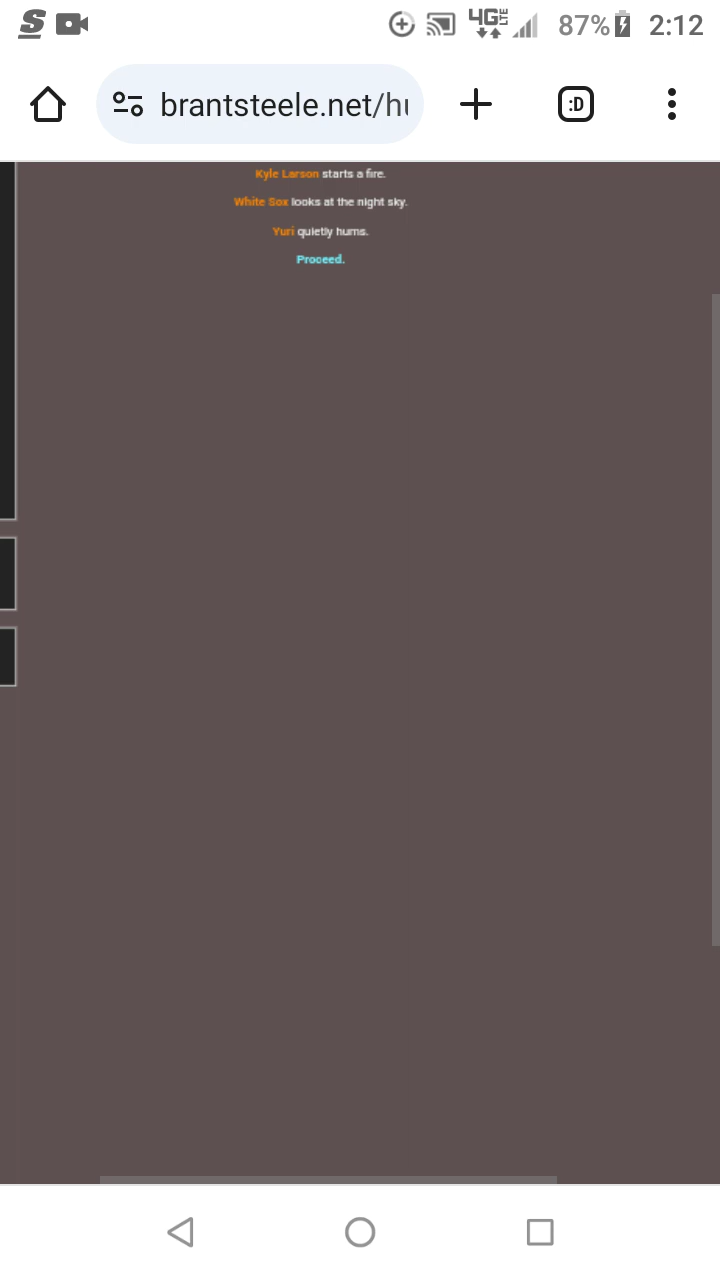 4G LTE 87% 2:12
brantsteele.net/hu
:D
Kyle Larson starts a fire.
White Sox looks at the night sky.
Yuri quietly hums.
Proceed.